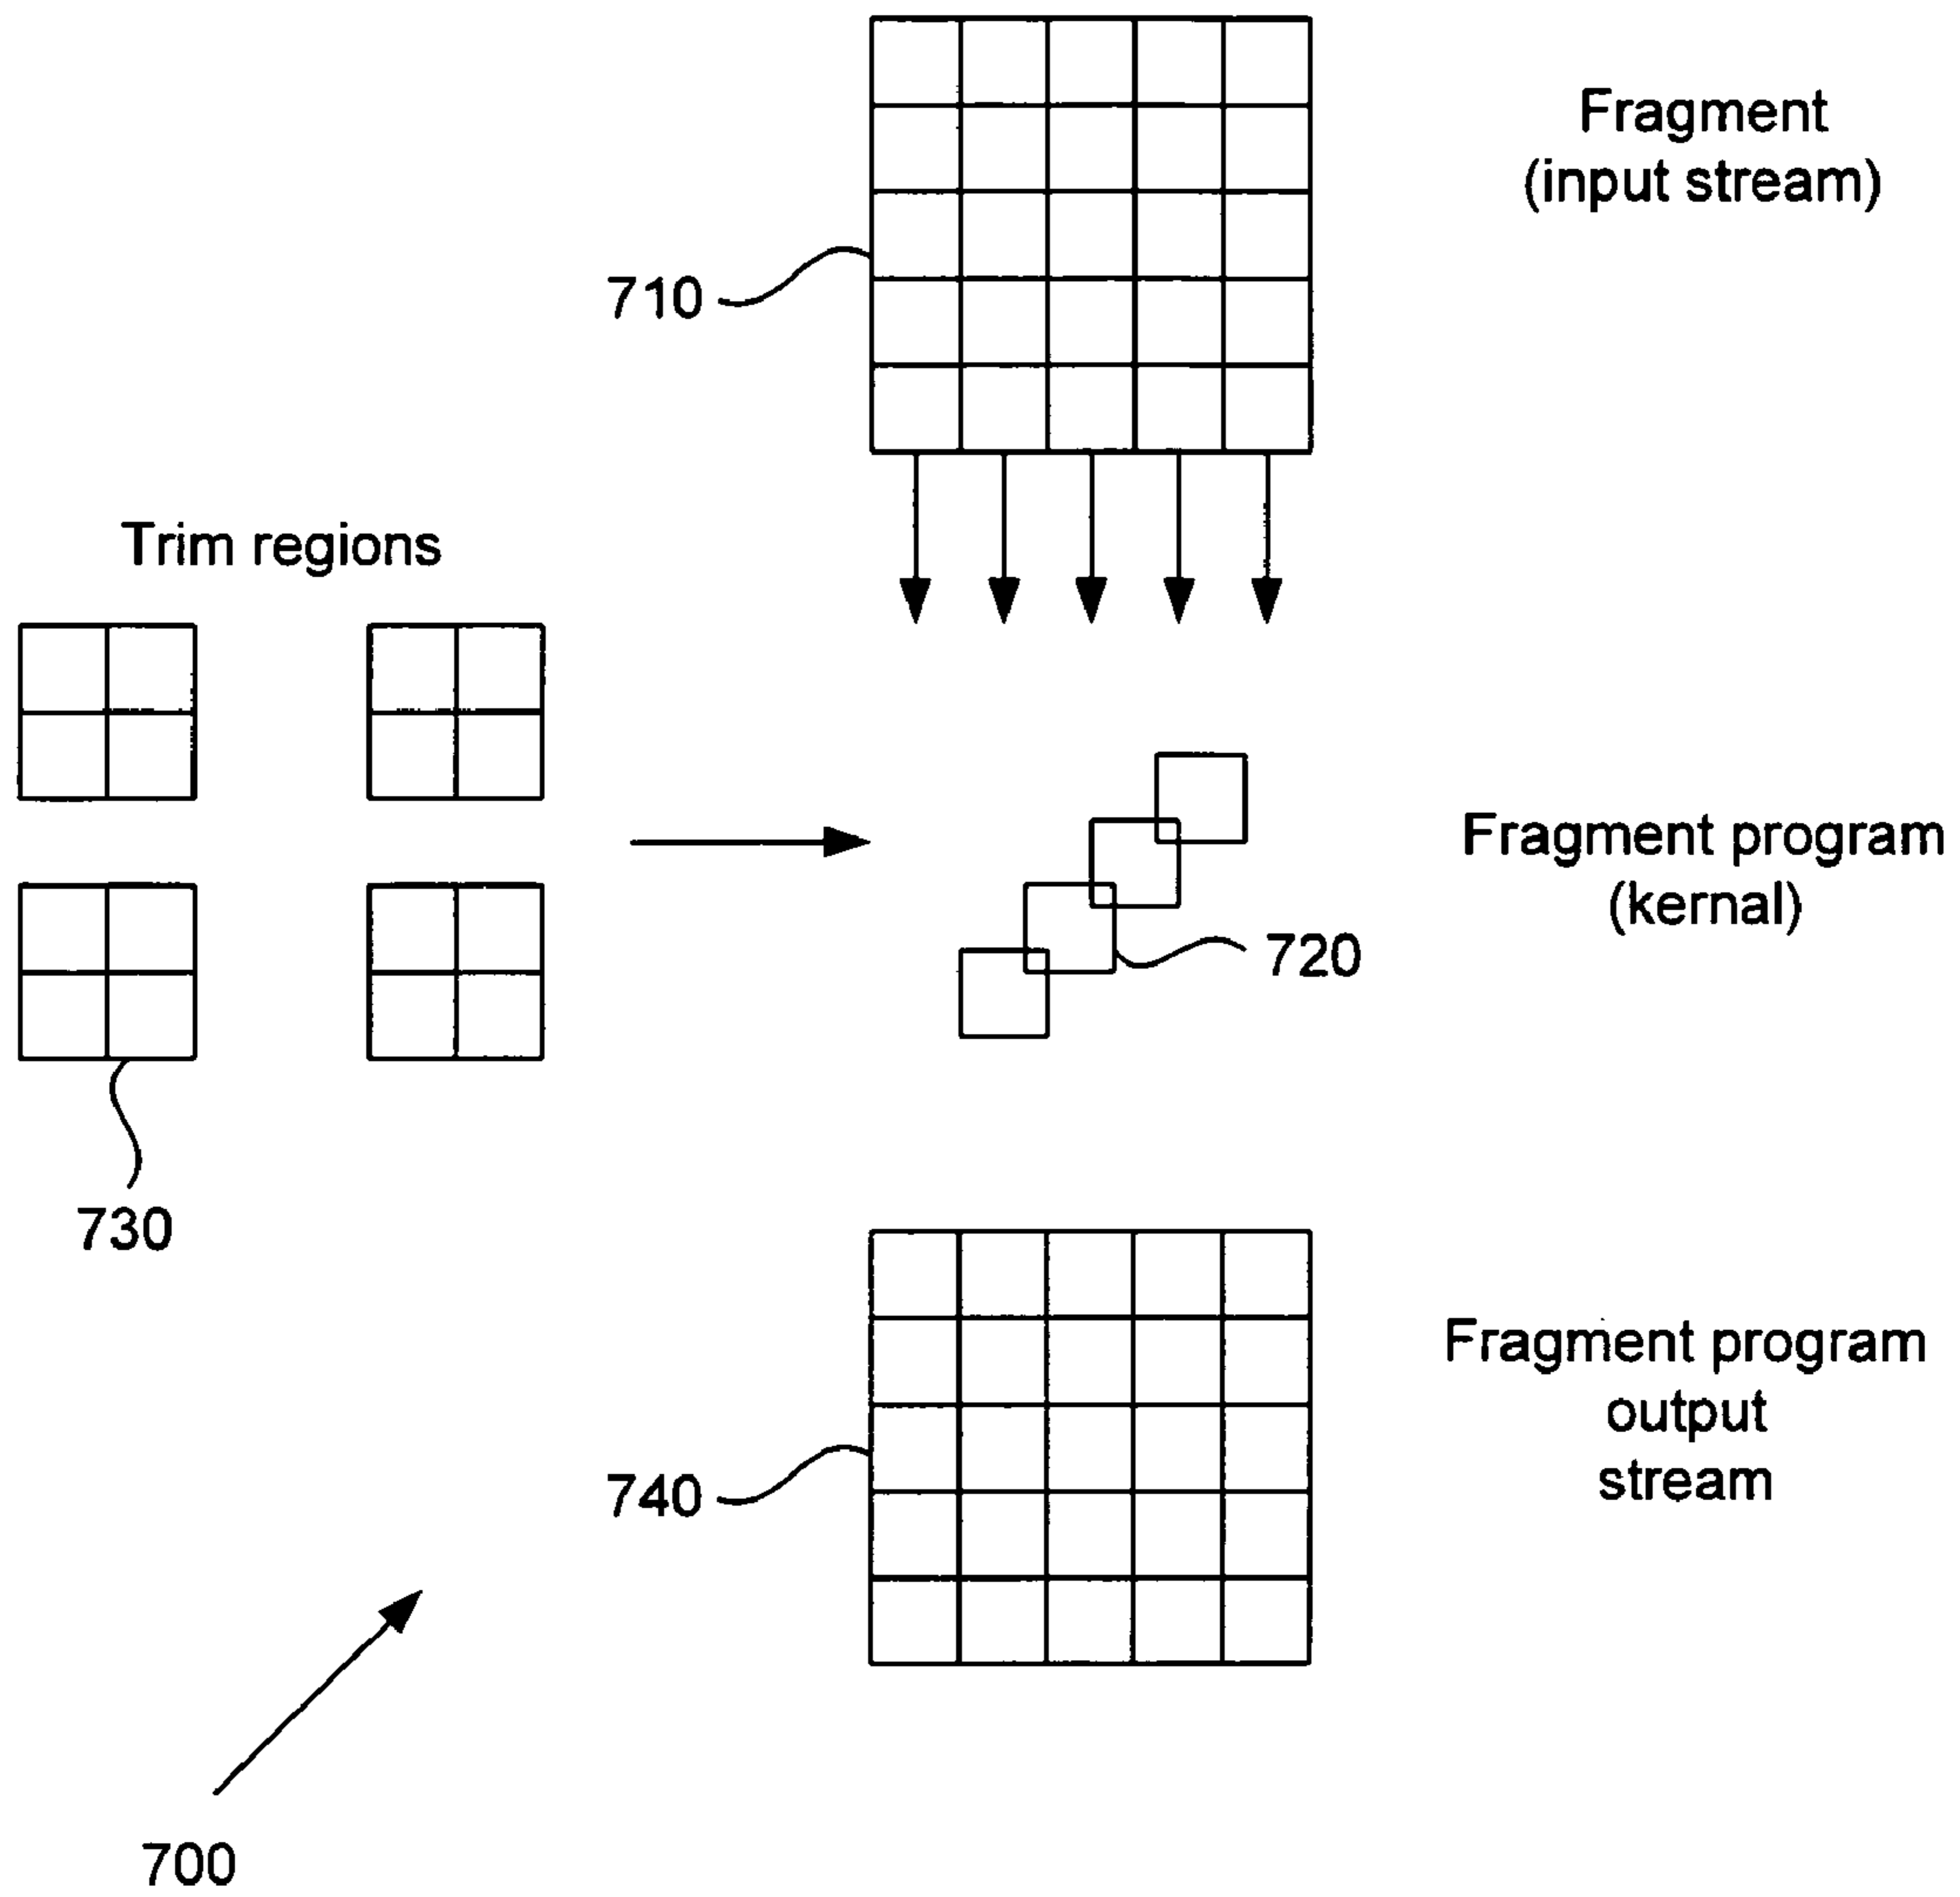 Fragment
(input stream)
710
Trim regions
Fragment program
(kernal)
720
730
Fragment program
output
stream
740
700